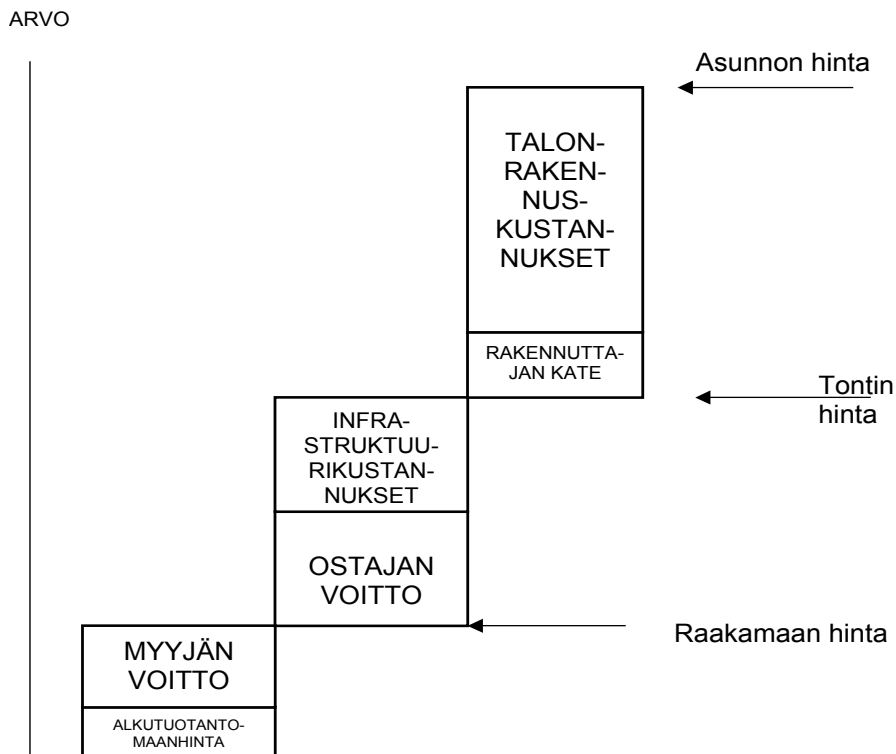 ARVO
Asunnon hinta
TALON-
RAKEN-
NUS-
KUSTAN-
NUKSET
RAKENNUTTA-
JAN KATE
Tontin
hinta
INFRA-
STRUKTUU-
RIKUSTAN-
NUKSET
OSTAJAN
VOITTO
Raakamaan hinta
MYYJÄN
VOITTO
ALKUTUOTANTO-
MAANHINTA